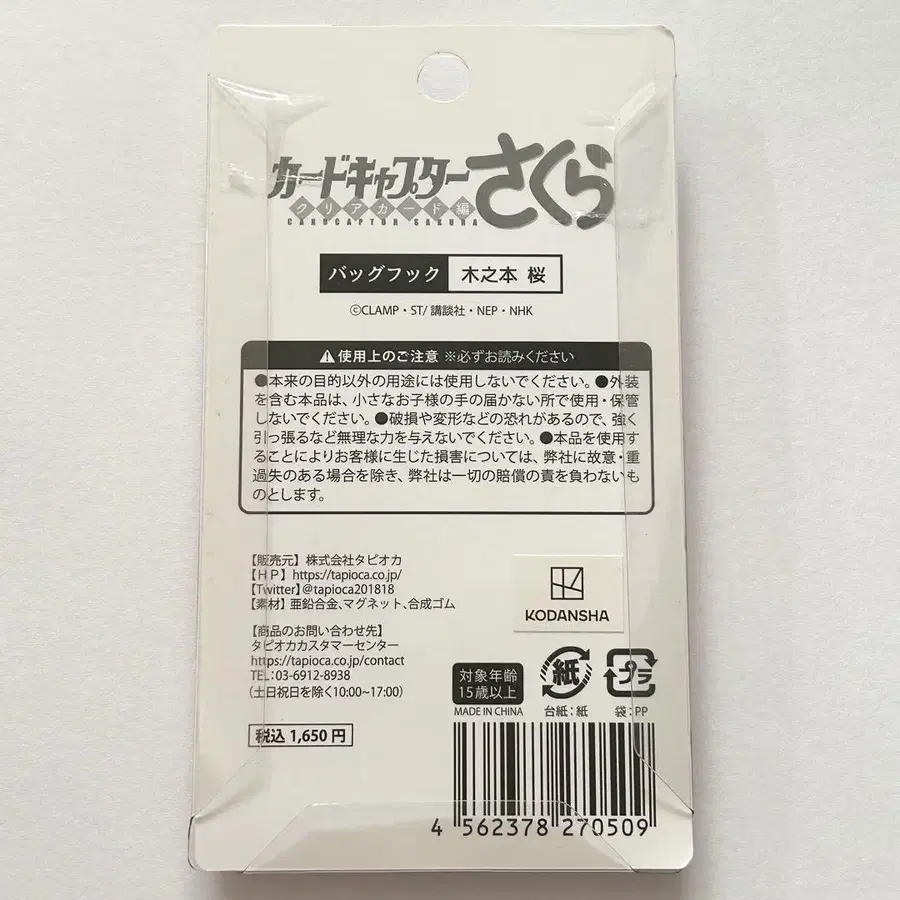 カードキャプターさくら
クリアカード編
CARDCAPTOR SAKURA
バッグフック 木之本 桜
©CLAMP・ST/講談社・NEP・NHK
⚠使用上のご注意 ※必ずお読みください
●本来の目的以外の用途には使用しないでください。●外装
を含む本品は、小さなお子様の手の届かない所で使用・保管
しないでください。●破損や変形などの恐れがあるので、強く
引っ張るなど無理な力を与えないでください。●本品を使用す
ることによりお客様に生じた損害については、弊社に故意・重
過失のある場合を除き、弊社は一切の賠償の責を負わないも
のとします。
【販売元】株式会社タピオカ
【HP】https://tapioca.co.jp/
【Twitter】@tapioca201818
【素材】亜鉛合金、マグネット、合成ゴム
KODANSHA
【商品のお問い合わせ先】
タピオカカスタマーセンター
https://tapioca.co.jp/contact
TEL:03-6912-8938
(土日祝日を除く10:00~17:00)
対象年齢
15歳以上
MADE IN CHINA
紙
台紙：紙
プラ
袋：PP
税込1,650円
4 562378 270509